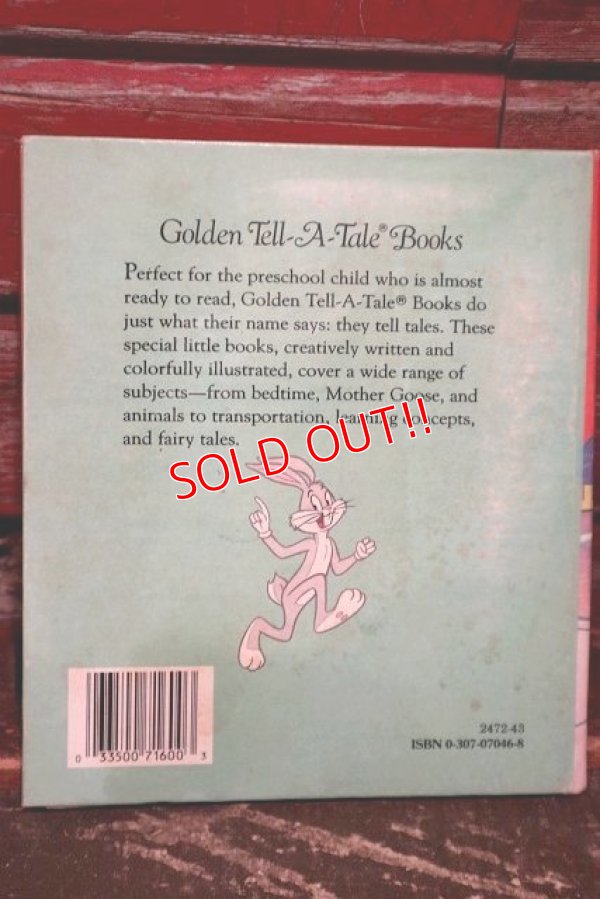 Golden Tell-A-Tale® Books
Perfect for the preschool child who is almost
ready to read, Golden Tell-A-Tale® Books do
just what their name says: they tell tales. These
special little books, creatively written and
colorfully illustrated, cover a wide range of
subjects—from bedtime, Mother Goose, and
animals to transportation, learning concepts,
and fairy tales.
SOLD OUT!!
2472-43
ISBN 0-307-07046-8
0 33500 71600 3